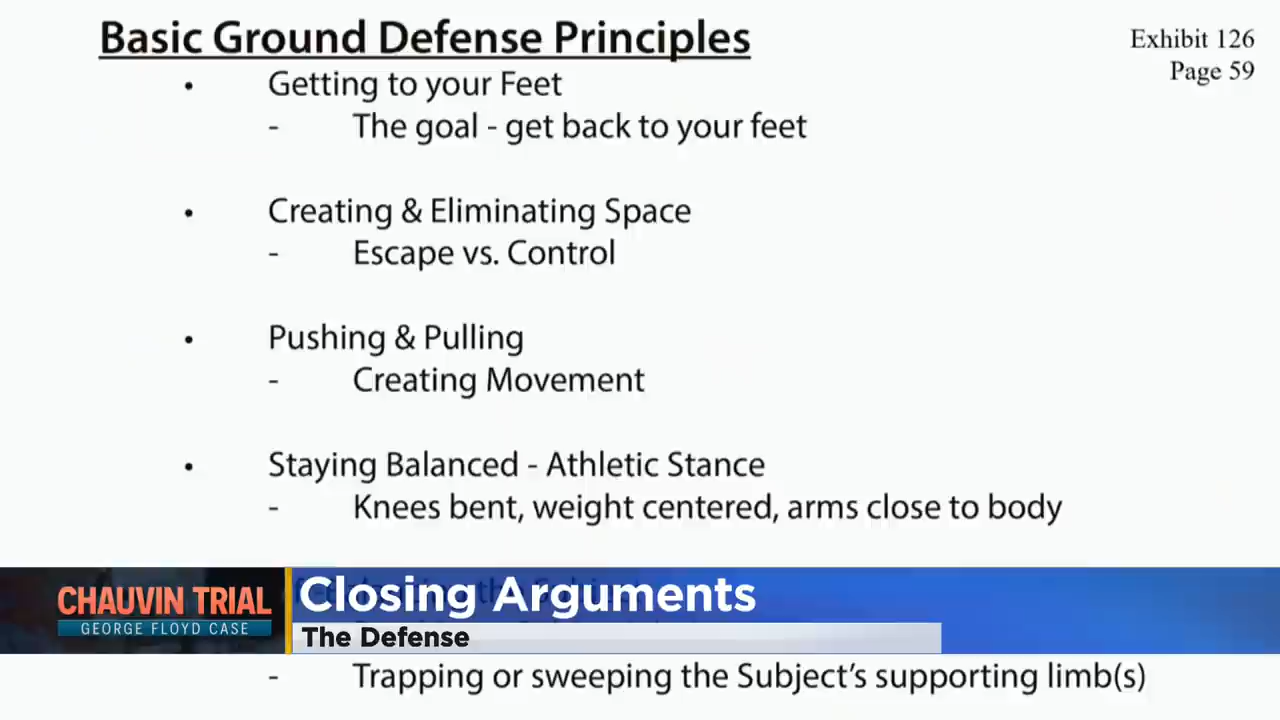 Basic Ground Defense Principles
Exhibit 126
Page 59
• Getting to your Feet
- The goal - get back to your feet
• Creating & Eliminating Space
- Escape vs. Control
• Pushing & Pulling
- Creating Movement
• Staying Balanced - Athletic Stance
- Knees bent, weight centered, arms close to body
CHAUVIN TRIAL
GEORGE FLOYD CASE
Closing Arguments
The Defense
- Trapping or sweeping the Subject's supporting limb(s)